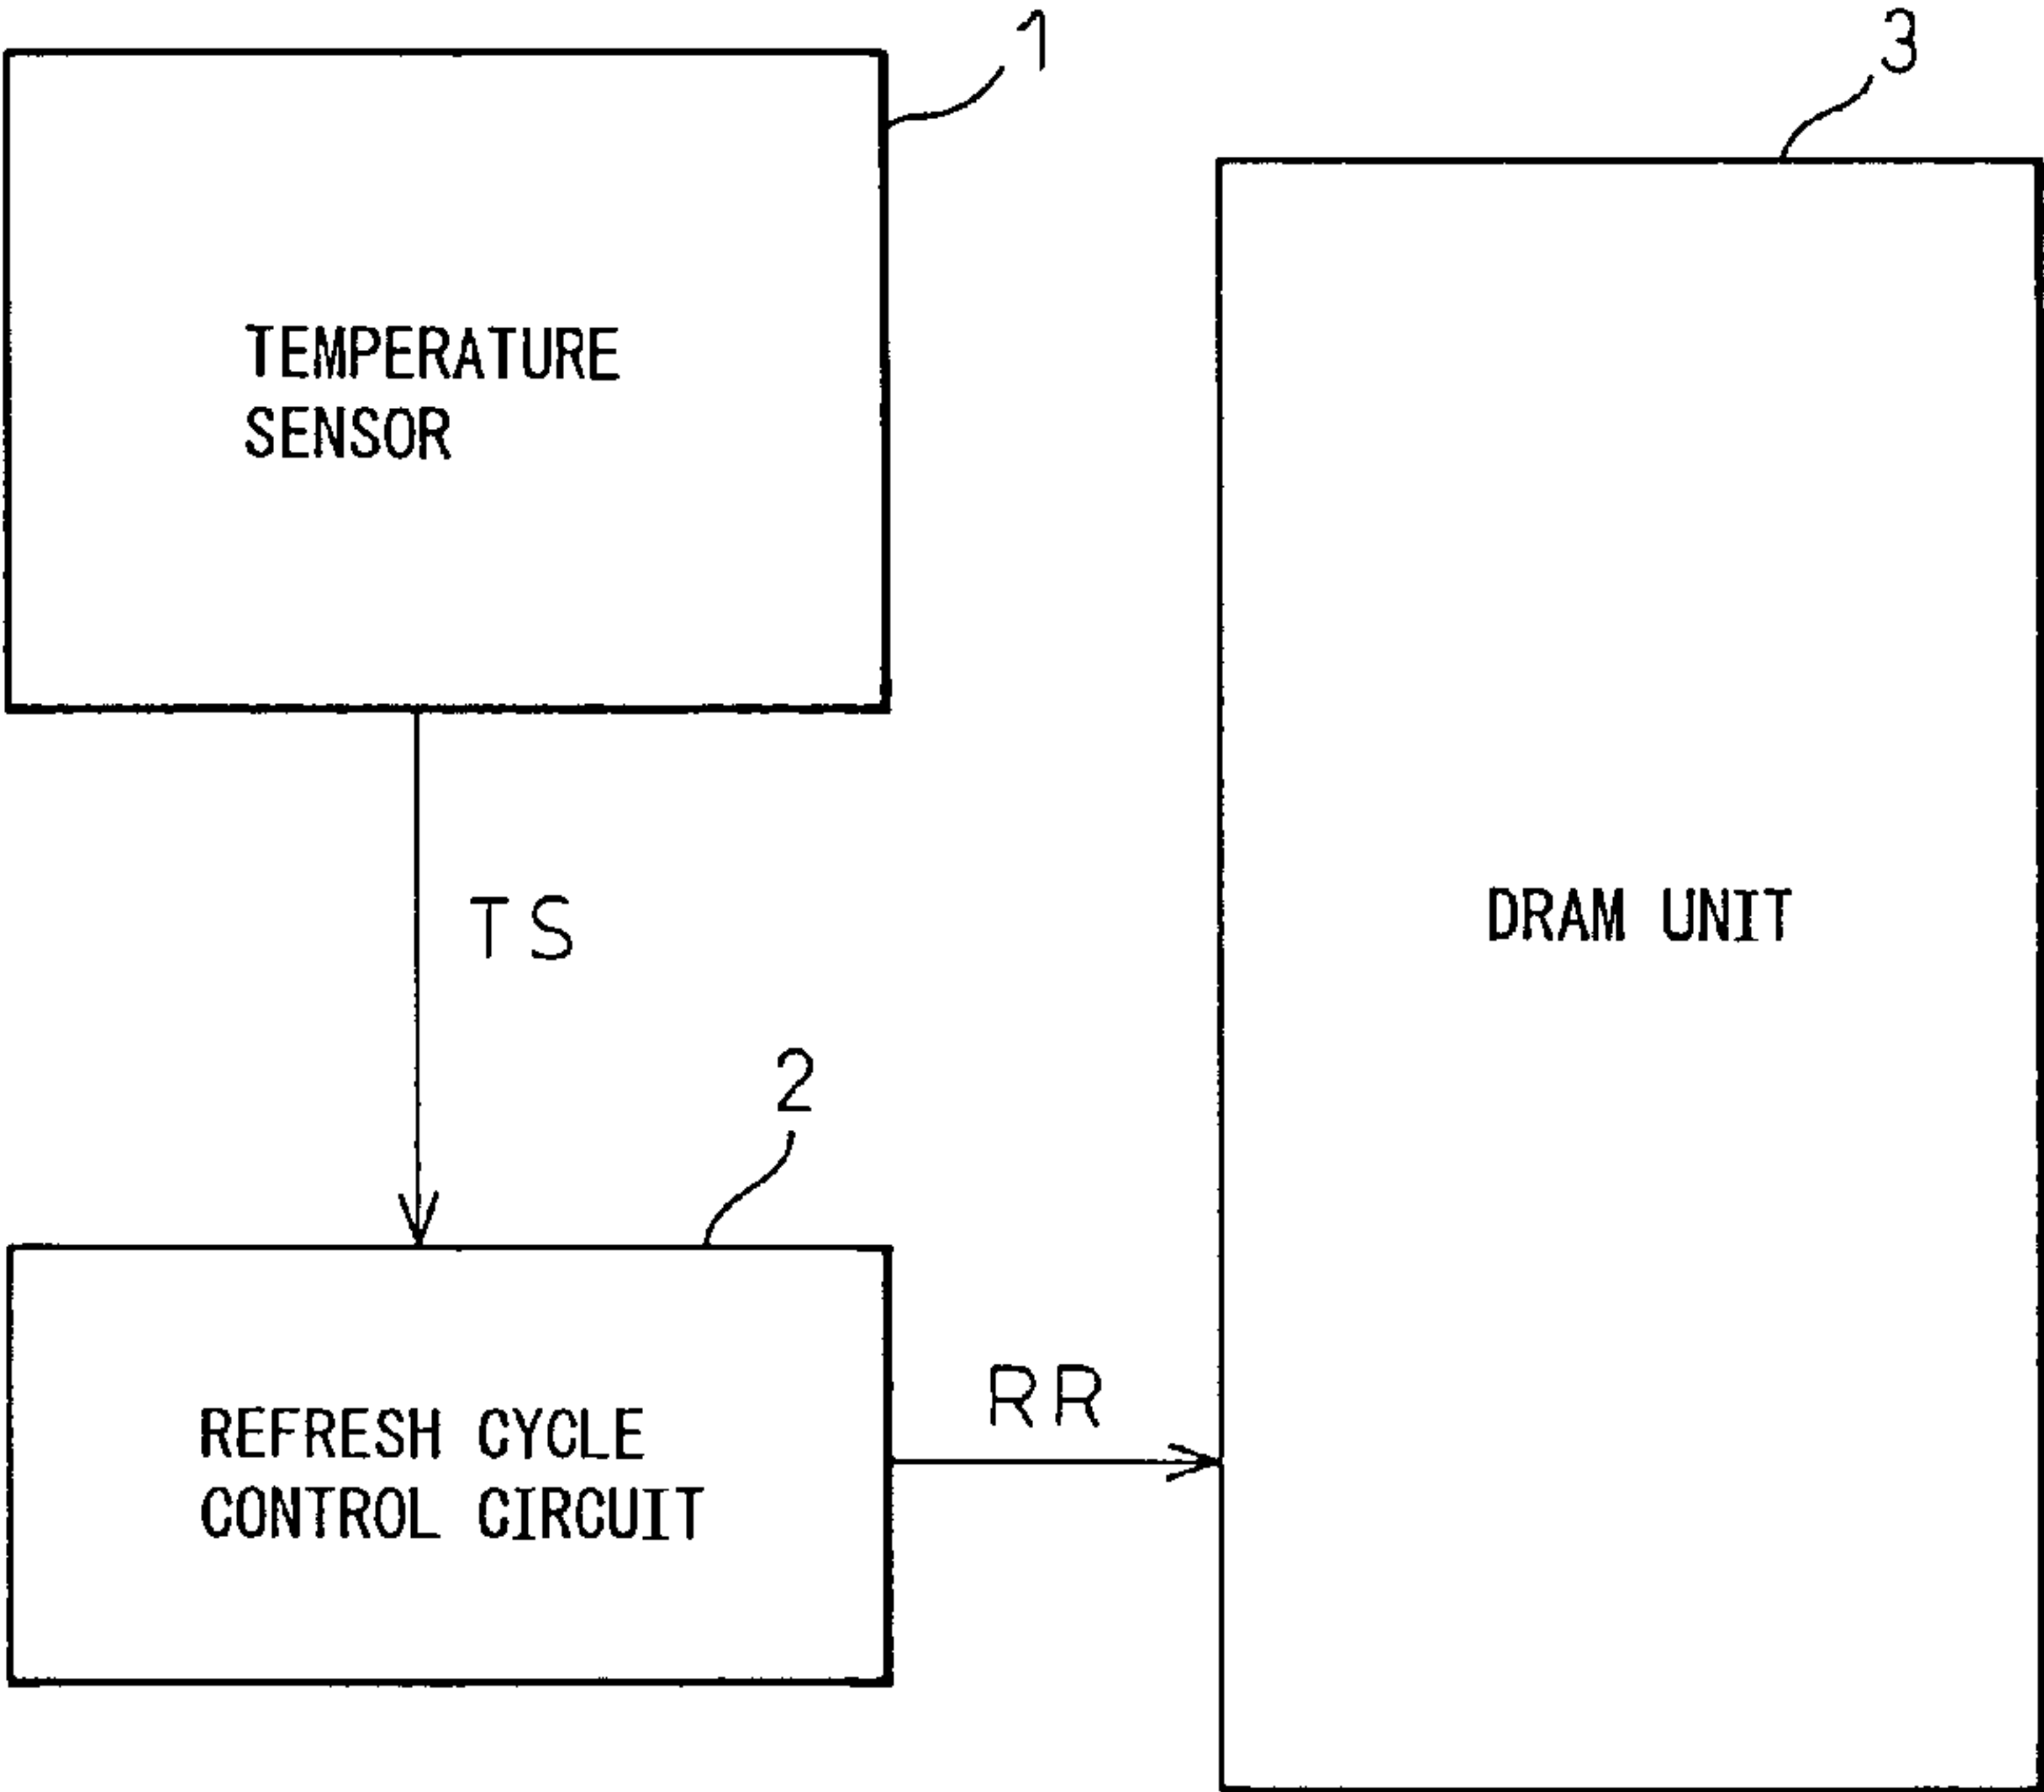 1
3
TEMPERATURE
SENSOR
TS
DRAM UNIT
2
RR
REFRESH CYCLE
CONTROL CIRCUIT